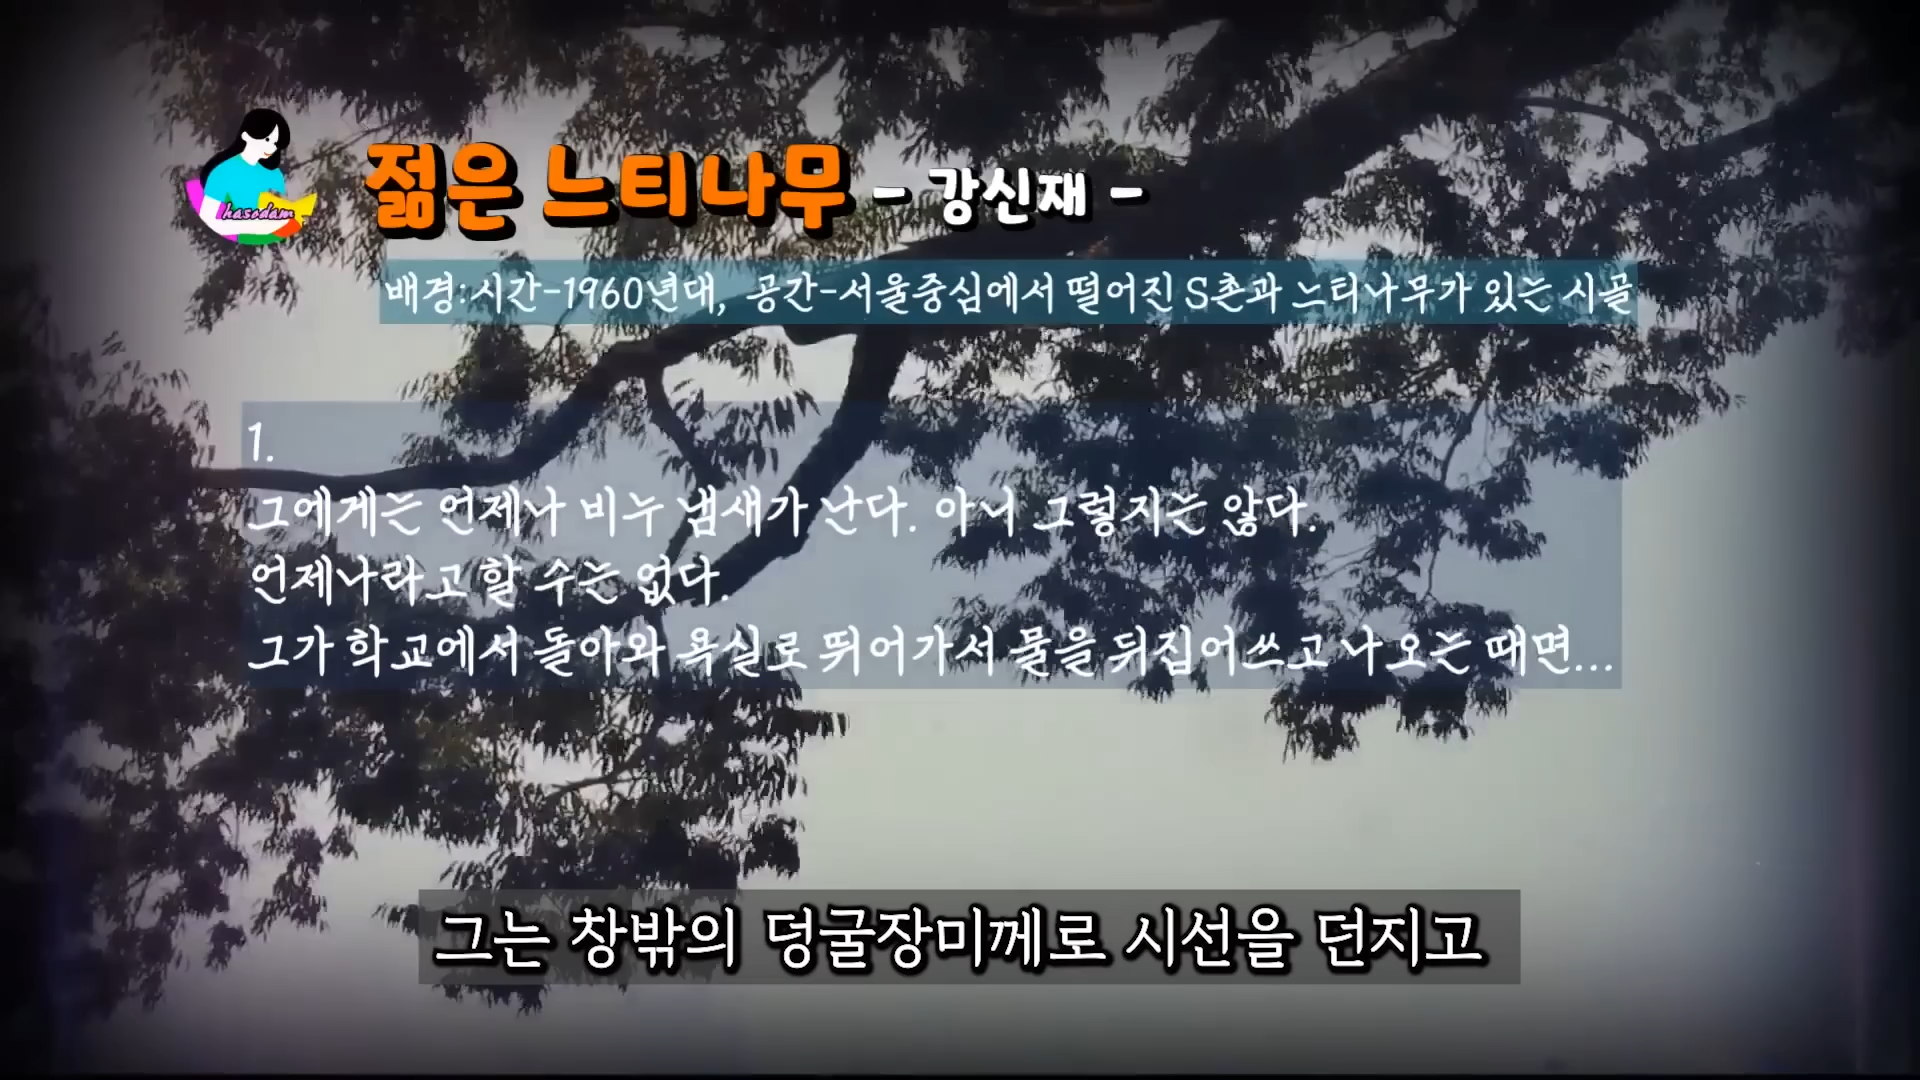 hasodam
젊은 느티나무 - 강신재 -
배경:시간-1960년대, 공간-서울중심에서 떨어진 S촌과 느티나무가 있는 시골
1.
그에게는 언제나 비누 냄새가 난다. 아니 그렇지는 않다.
언제나라고 할 수는 없다.
그가 학교에서 돌아와 욕실로 뛰어가서 물을 뒤집어쓰고 나오는 때면...
그는 창밖의 덩굴장미께로 시선을 던지고